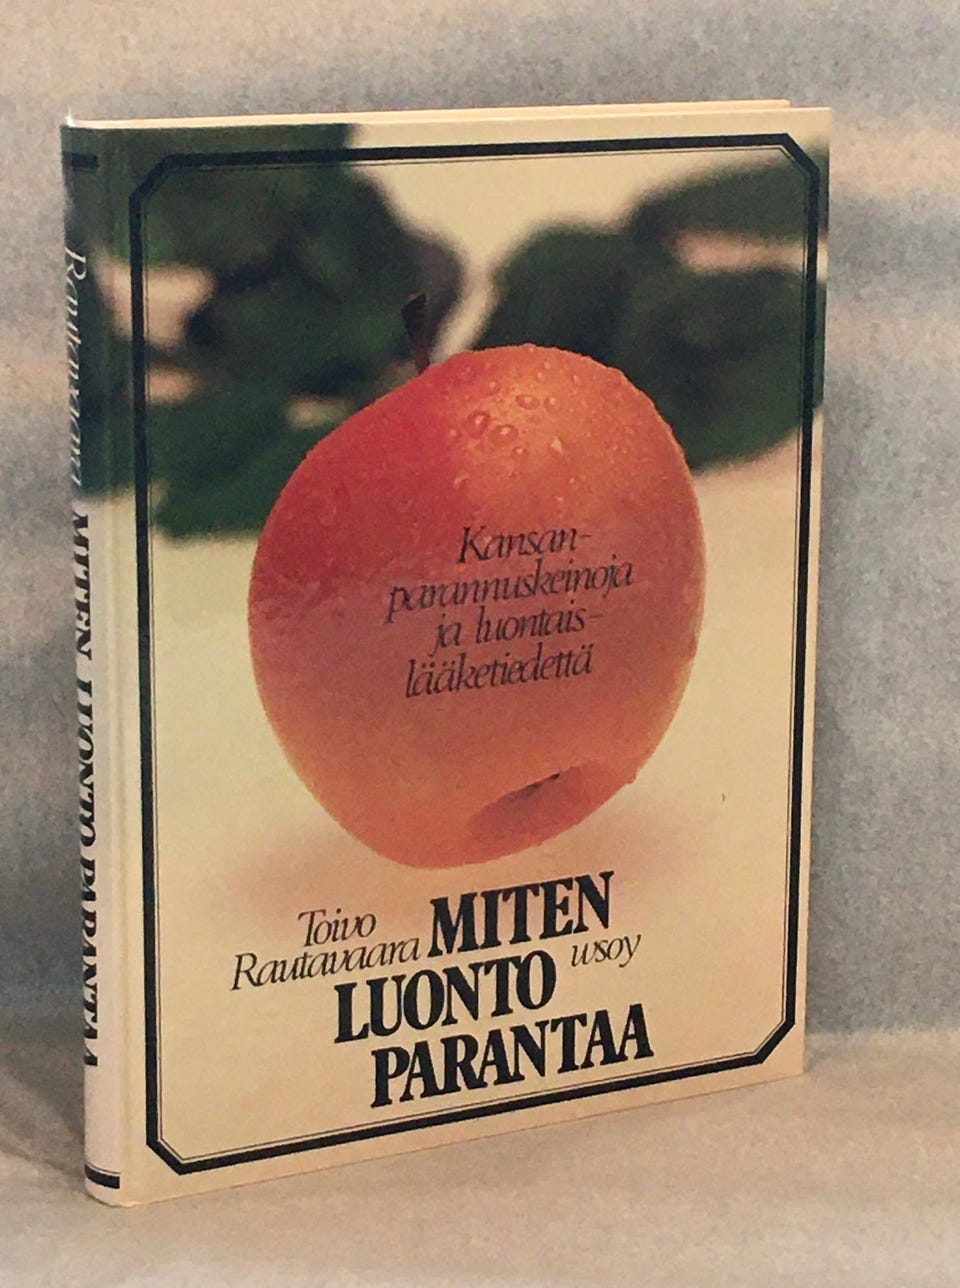 Kansan-
parannuskeinoja
ja luontais-
lääketiedettä
Toivo
Rautavaara
MITEN
LUONTO
wsoy
PARANTAA
Rautavaara MITEN LUONTO PARANTAA